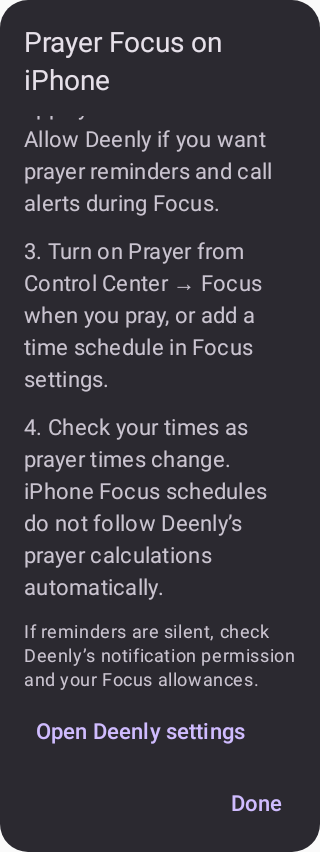 Prayer Focus on
iPhone
Allow Deenly if you want
prayer reminders and call
alerts during Focus.
3. Turn on Prayer from
Control Center → Focus
when you pray, or add a
time schedule in Focus
settings.
4. Check your times as
prayer times change.
iPhone Focus schedules
do not follow Deenly’s
prayer calculations
automatically.
If reminders are silent, check
Deenly’s notification permission
and your Focus allowances.
Open Deenly settings
Done